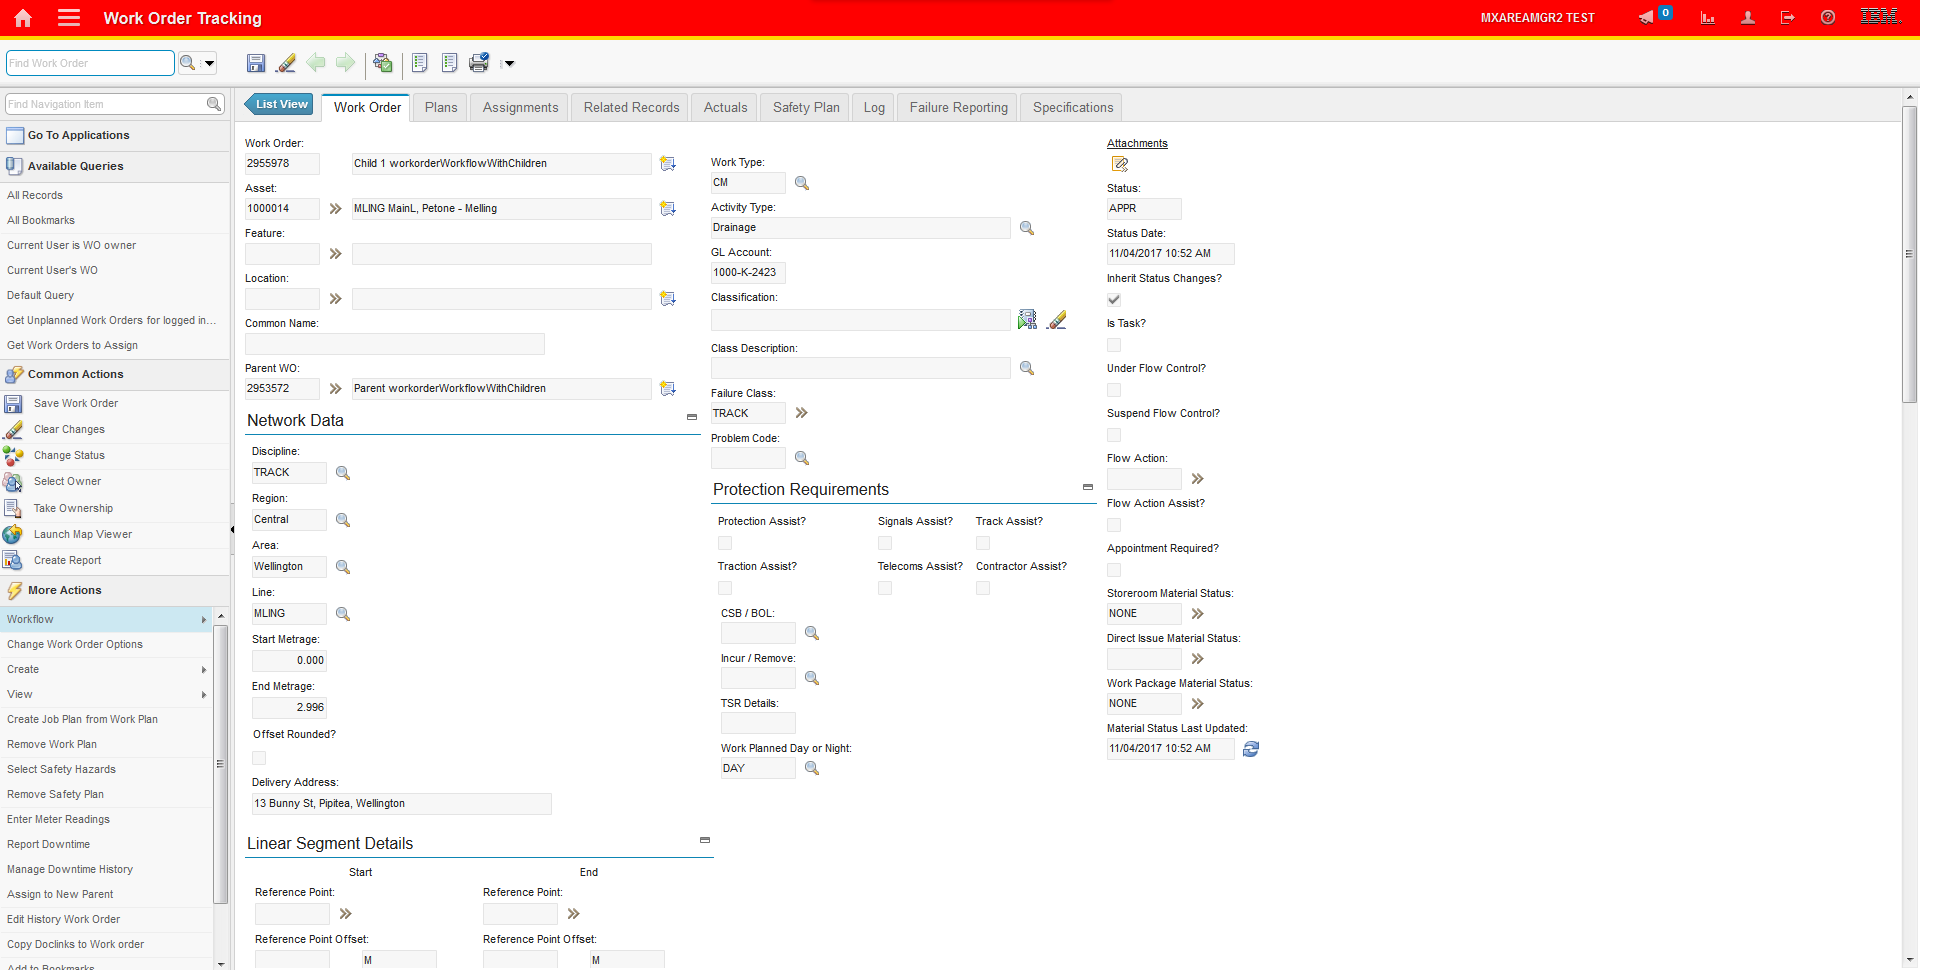 Work Order Tracking
MXAREAMGR2 TEST
0
IBM.
Find Work Order
Find Navigation Item
Go To Applications
Available Queries
All Records
All Bookmarks
Current User is WO owner
Current User's WO
Default Query
Get Unplanned Work Orders for logged in...
Get Work Orders to Assign
Common Actions
Save Work Order
Clear Changes
Change Status
Select Owner
Take Ownership
Launch Map Viewer
Create Report
More Actions
Workflow
Change Work Order Options
Create
View
Create Job Plan from Work Plan
Remove Work Plan
Select Safety Hazards
Remove Safety Plan
Enter Meter Readings
Report Downtime
Manage Downtime History
Assign to New Parent
Edit History Work Order
Copy Doclinks to Work order
Add to Bookmarks
List View
Work Order
Plans
Assignments
Related Records
Actuals
Safety Plan
Log
Failure Reporting
Specifications
Work Order:
2955978
Child 1 workorderWorkflowWithChildren
Asset:
1000014
MLING MainL, Petone - Melling
Feature:
Location:
Common Name:
Parent WO:
2953572
Parent workorderWorkflowWithChildren
Network Data
Discipline:
TRACK
Region:
Central
Area:
Wellington
Line:
MLING
Start Metrage:
0.000
End Metrage:
2.996
Offset Rounded?
Delivery Address:
13 Bunny St, Pipitea, Wellington
Linear Segment Details
Start
End
Reference Point:
Reference Point:
Reference Point Offset:
Reference Point Offset:
M
M
Work Type:
CM
Activity Type:
Drainage
GL Account:
1000-K-2423
Classification:
Class Description:
Failure Class:
TRACK
Problem Code:
Protection Requirements
Protection Assist?
Signals Assist?
Track Assist?
Traction Assist?
Telecoms Assist?
Contractor Assist?
CSB / BOL:
Incur / Remove:
TSR Details:
Work Planned Day or Night:
DAY
Attachments
Status:
APPR
Status Date:
11/04/2017 10:52 AM
Inherit Status Changes?
Is Task?
Under Flow Control?
Suspend Flow Control?
Flow Action:
Flow Action Assist?
Appointment Required?
Storeroom Material Status:
NONE
Direct Issue Material Status:
Work Package Material Status:
NONE
Material Status Last Updated:
11/04/2017 10:52 AM